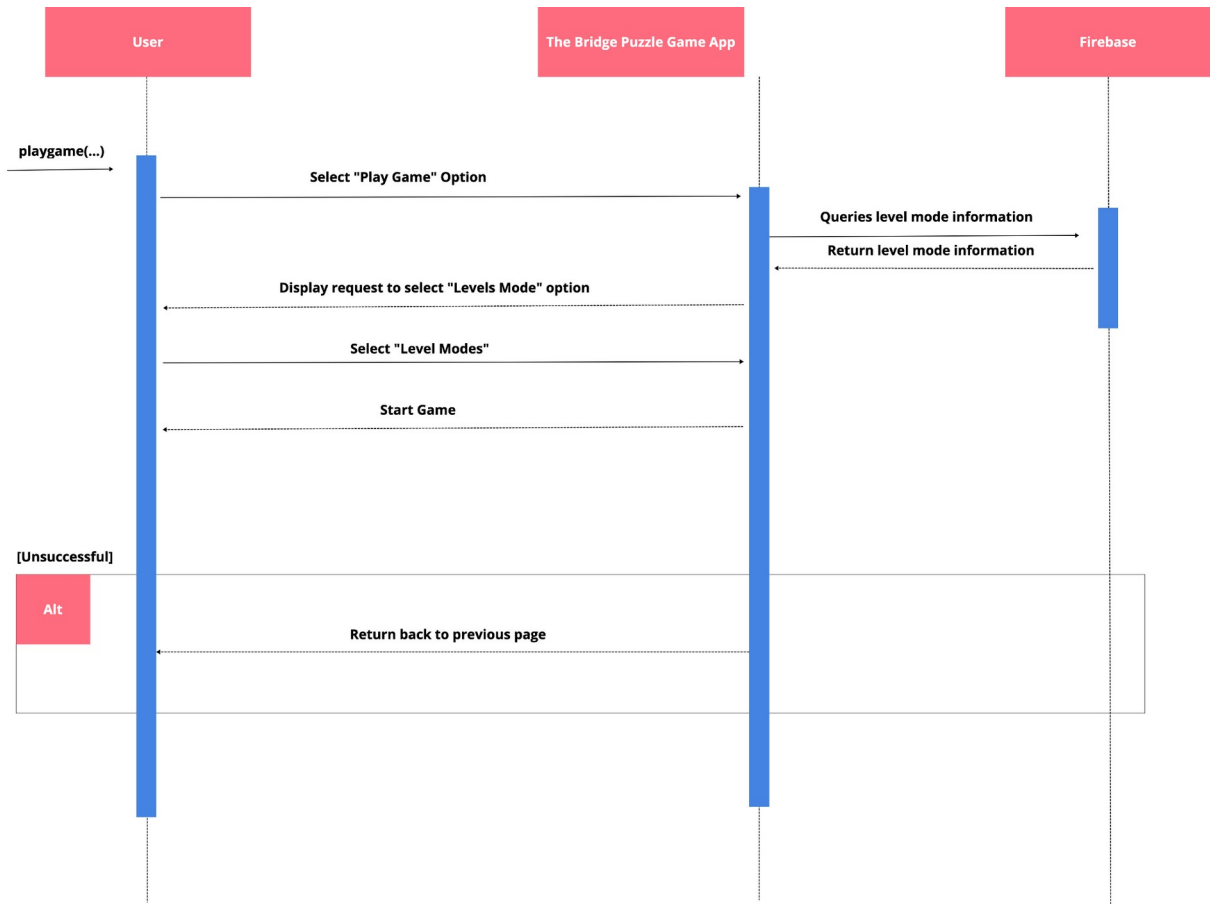 User
The Bridge Puzzle Game App
Firebase
playgame(...)
Select "Play Game" Option
Queries level mode information
Return level mode information
Display request to select "Levels Mode" option
Select "Level Modes"
Start Game
[Unsuccessful]
Alt
Return back to previous page